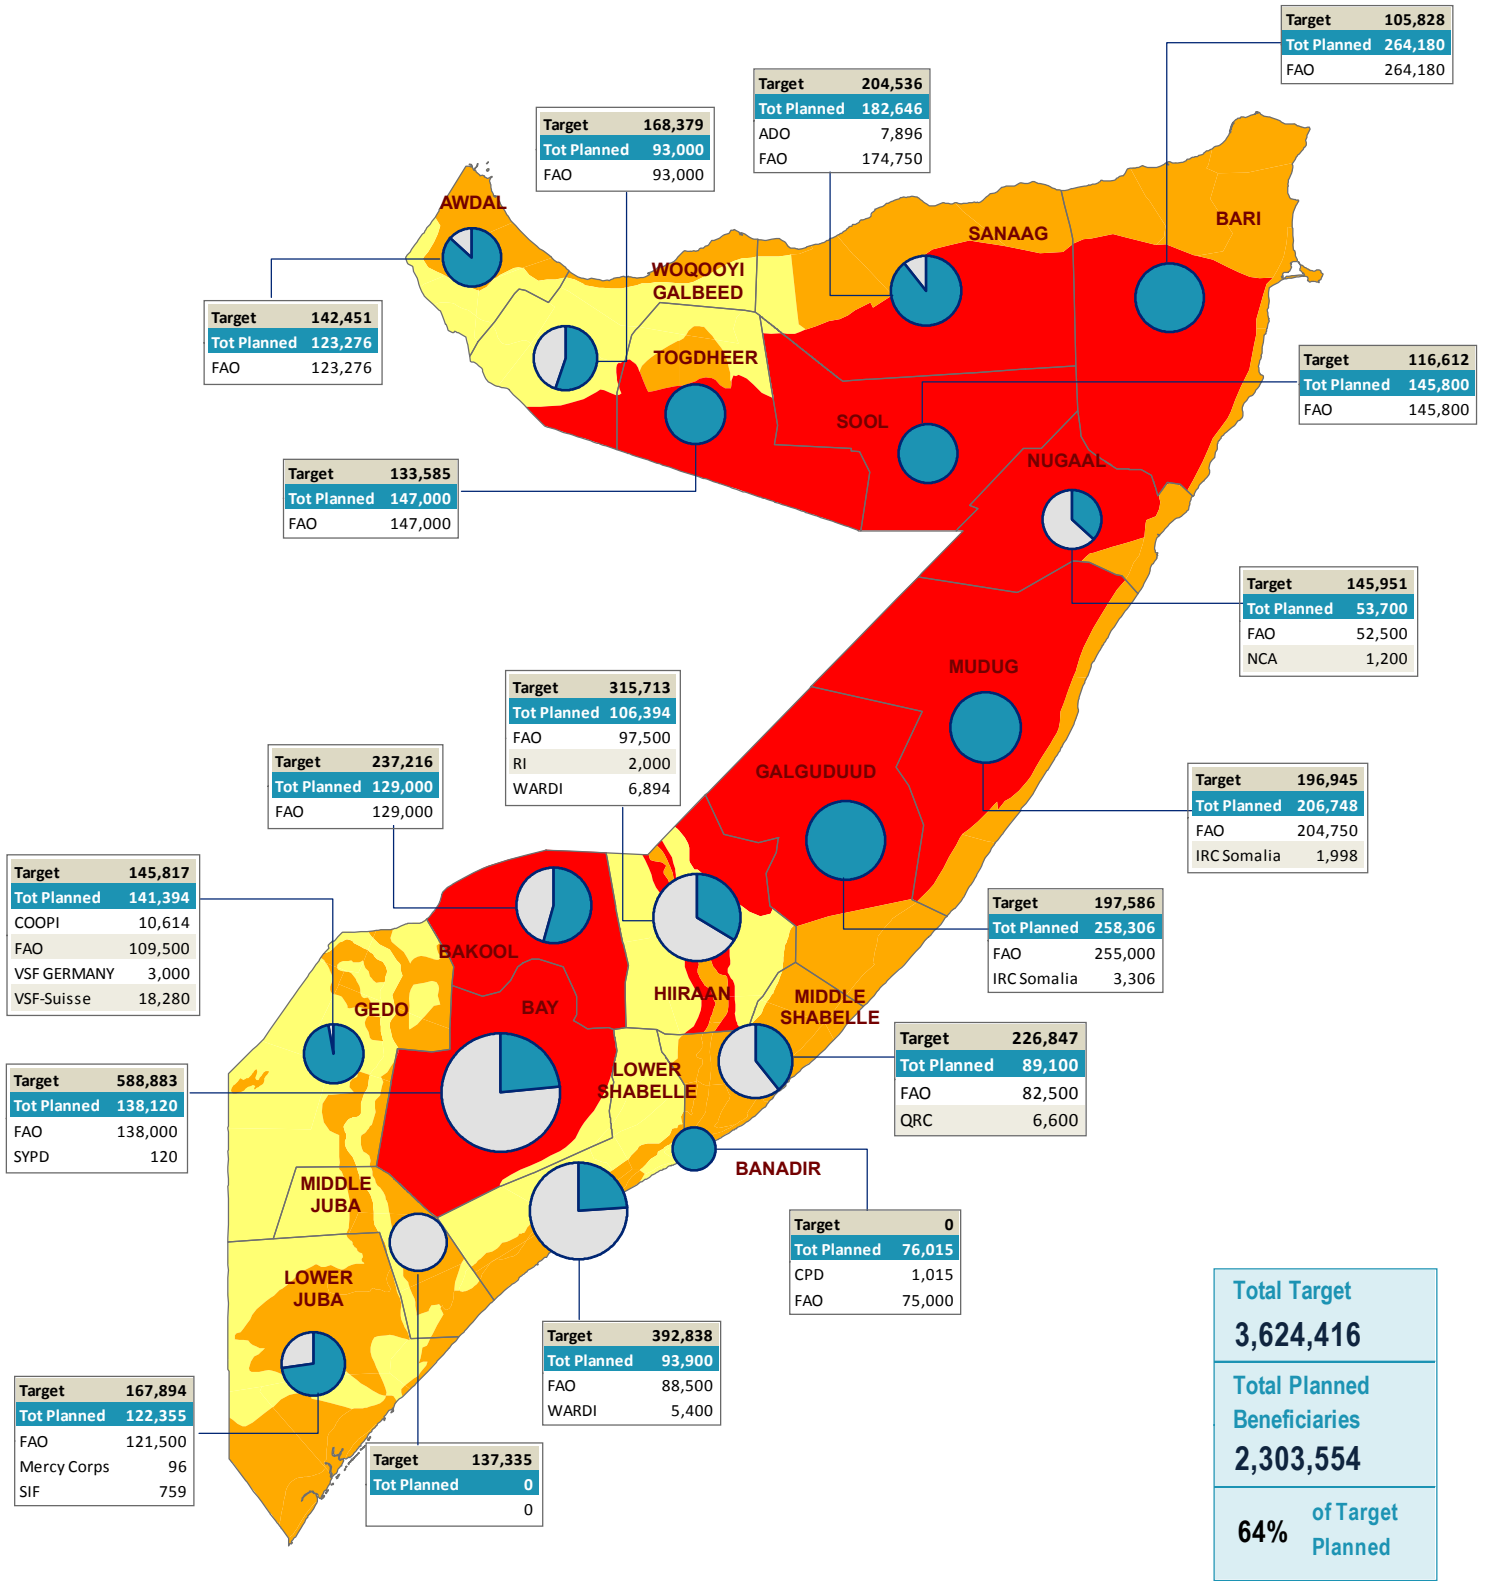 Target 105,828
Tot Planned 264,180
FAO 264,180
Target 204,536
Tot Planned 182,646
ADO 7,896
FAO 174,750
Target 168,379
Tot Planned 93,000
FAO 93,000
AWDAL
BARI
SANAAG
WOQOOYI
GALBEED
Target 142,451
Tot Planned 123,276
FAO 123,276
TOGDHEER
Target 116,612
Tot Planned 145,800
FAO 145,800
SOOL
NUGAAL
Target 133,585
Tot Planned 147,000
FAO 147,000
Target 145,951
Tot Planned 53,700
FAO 52,500
NCA 1,200
MUDUG
Target 315,713
Tot Planned 106,394
FAO 97,500
RI 2,000
WARDI 6,894
Target 237,216
Tot Planned 129,000
FAO 129,000
GALGUDUUD
Target 196,945
Tot Planned 206,748
FAO 204,750
IRC Somalia 1,998
Target 145,817
Tot Planned 141,394
COOPI 10,614
FAO 109,500
VSF GERMANY 3,000
VSF-Suisse 18,280
Target 197,586
Tot Planned 258,306
FAO 255,000
IRC Somalia 3,306
BAKOOL
HIIRAAN
MIDDLE
SHABELLE
GEDO
BAY
Target 226,847
Tot Planned 89,100
FAO 82,500
QRC 6,600
LOWER
SHABELLE
Target 588,883
Tot Planned 138,120
FAO 138,000
SYPD 120
BANADIR
MIDDLE
JUBA
Target 0
Tot Planned 76,015
CPD 1,015
FAO 75,000
LOWER
JUBA
Target 392,838
Tot Planned 93,900
FAO 88,500
WARDI 5,400
Target 167,894
Tot Planned 122,355
FAO 121,500
Mercy Corps 96
SIF 759
Target 137,335
Tot Planned 0
0
Total Target
3,624,416
Total Planned
Beneficiaries
2,303,554
64% of Target
Planned